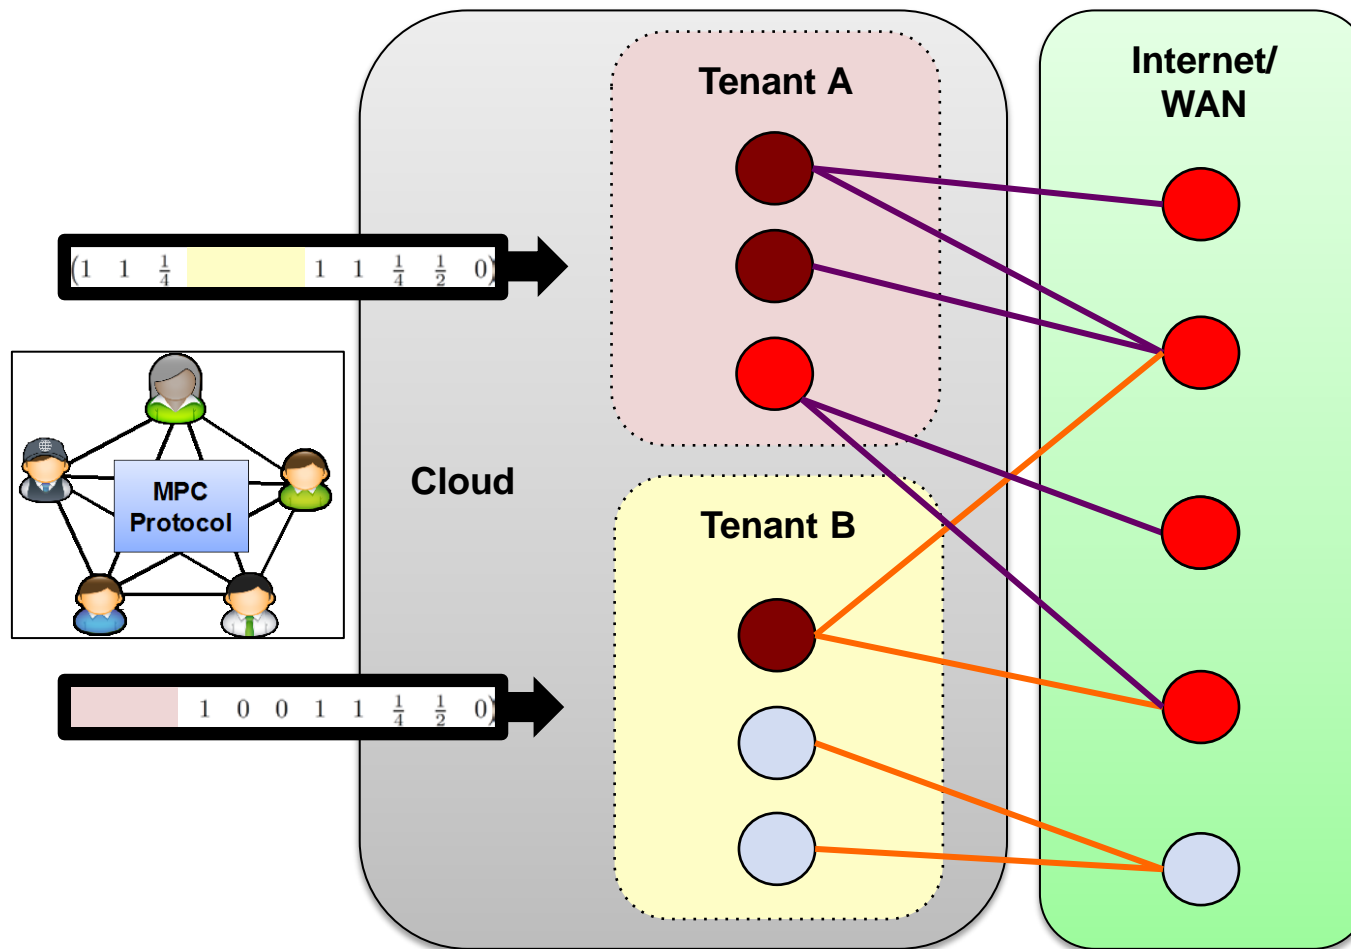 Tenant A
Internet/
WAN
(1 1 1/4 1 1 1/4 1/2 0)
Cloud
MPC
Protocol
Tenant B
1 0 0 1 1 1/4 1/2 0)